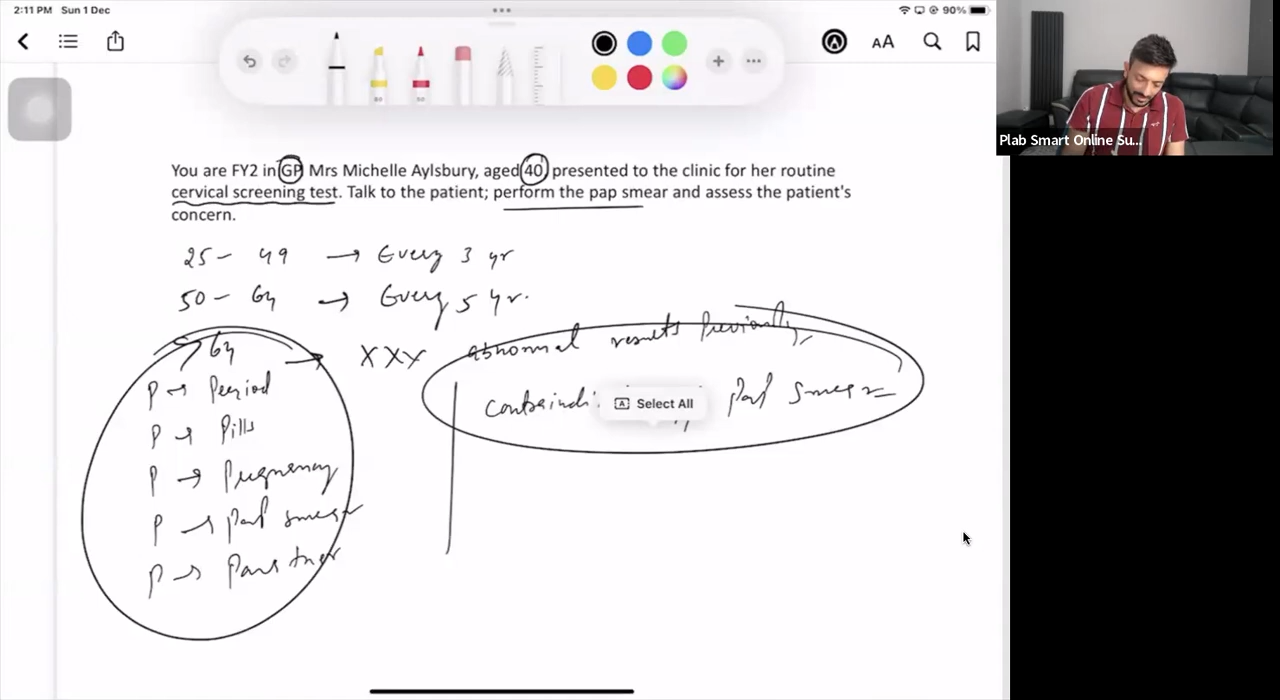 2:11 PM Sun 1 Dec
90%
AA
Plab Smart Online Su...
You are FY2 in GP Mrs Michelle Aylsbury, aged 40 presented to the clinic for her routine
cervical screening test. Talk to the patient; perform the pap smear and assess the patient's
concern.
25 - 49 → Every 3 yr
50 - 64 → Every 5 yr.
764 → XXX abnormal results previously
P → Period
contraindi. Select All Pap smear
P → Pills
P → Pregnancy
P → Pap smear
P → Partner